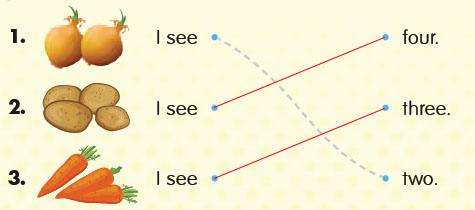 1. I see four.
2. I see three.
3. I see two.